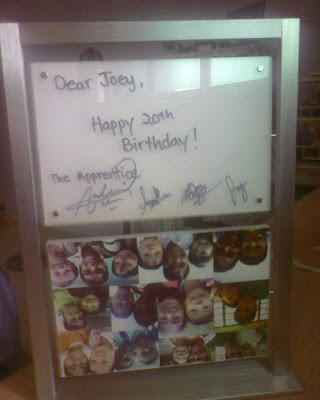 Dear Joey,
Happy 20th
Birthday!
The Apprentice